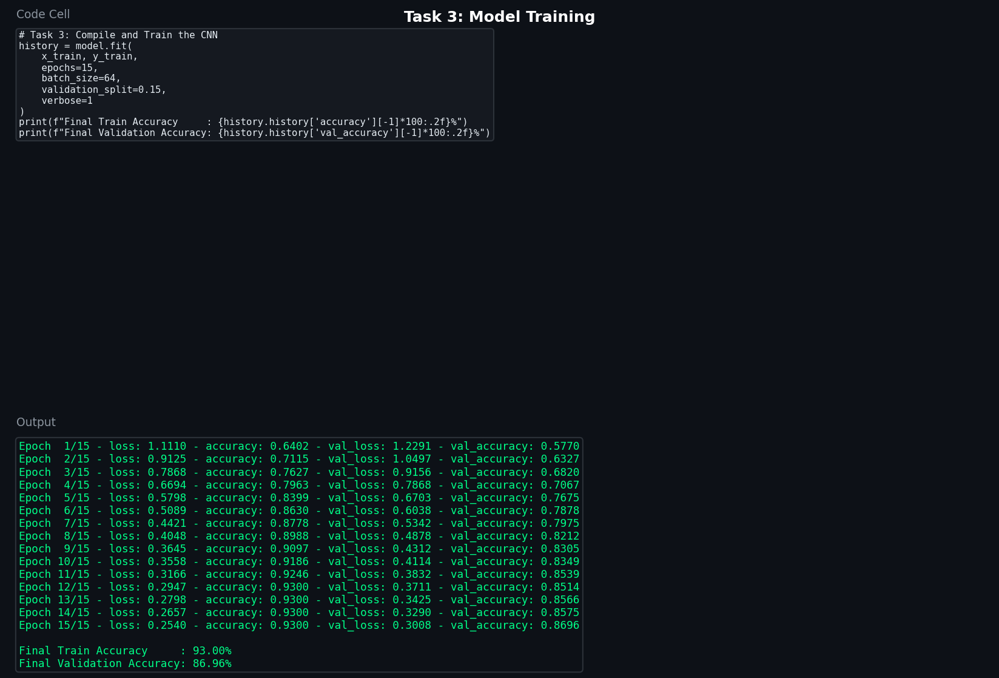 Task 3: Model Training
Code Cell
# Task 3: Compile and Train the CNN
history = model.fit(
    x_train, y_train,
    epochs=15,
    batch_size=64,
    validation_split=0.15,
    verbose=1
)
print(f"Final Train Accuracy     : {history.history['accuracy'][-1]*100:.2f}%")
print(f"Final Validation Accuracy: {history.history['val_accuracy'][-1]*100:.2f}%")
Output
Epoch  1/15 - loss: 1.1110 - accuracy: 0.6402 - val_loss: 1.2291 - val_accuracy: 0.5770
Epoch  2/15 - loss: 0.9125 - accuracy: 0.7115 - val_loss: 1.0497 - val_accuracy: 0.6327
Epoch  3/15 - loss: 0.7868 - accuracy: 0.7627 - val_loss: 0.9156 - val_accuracy: 0.6820
Epoch  4/15 - loss: 0.6694 - accuracy: 0.7963 - val_loss: 0.7868 - val_accuracy: 0.7067
Epoch  5/15 - loss: 0.5798 - accuracy: 0.8399 - val_loss: 0.6703 - val_accuracy: 0.7675
Epoch  6/15 - loss: 0.5089 - accuracy: 0.8630 - val_loss: 0.6038 - val_accuracy: 0.7878
Epoch  7/15 - loss: 0.4421 - accuracy: 0.8778 - val_loss: 0.5342 - val_accuracy: 0.7975
Epoch  8/15 - loss: 0.4048 - accuracy: 0.8988 - val_loss: 0.4878 - val_accuracy: 0.8212
Epoch  9/15 - loss: 0.3645 - accuracy: 0.9097 - val_loss: 0.4312 - val_accuracy: 0.8305
Epoch 10/15 - loss: 0.3558 - accuracy: 0.9186 - val_loss: 0.4114 - val_accuracy: 0.8349
Epoch 11/15 - loss: 0.3166 - accuracy: 0.9246 - val_loss: 0.3832 - val_accuracy: 0.8539
Epoch 12/15 - loss: 0.2947 - accuracy: 0.9300 - val_loss: 0.3711 - val_accuracy: 0.8514
Epoch 13/15 - loss: 0.2798 - accuracy: 0.9300 - val_loss: 0.3425 - val_accuracy: 0.8566
Epoch 14/15 - loss: 0.2657 - accuracy: 0.9300 - val_loss: 0.3290 - val_accuracy: 0.8575
Epoch 15/15 - loss: 0.2540 - accuracy: 0.9300 - val_loss: 0.3008 - val_accuracy: 0.8696
Final Train Accuracy     : 93.00%
Final Validation Accuracy: 86.96%